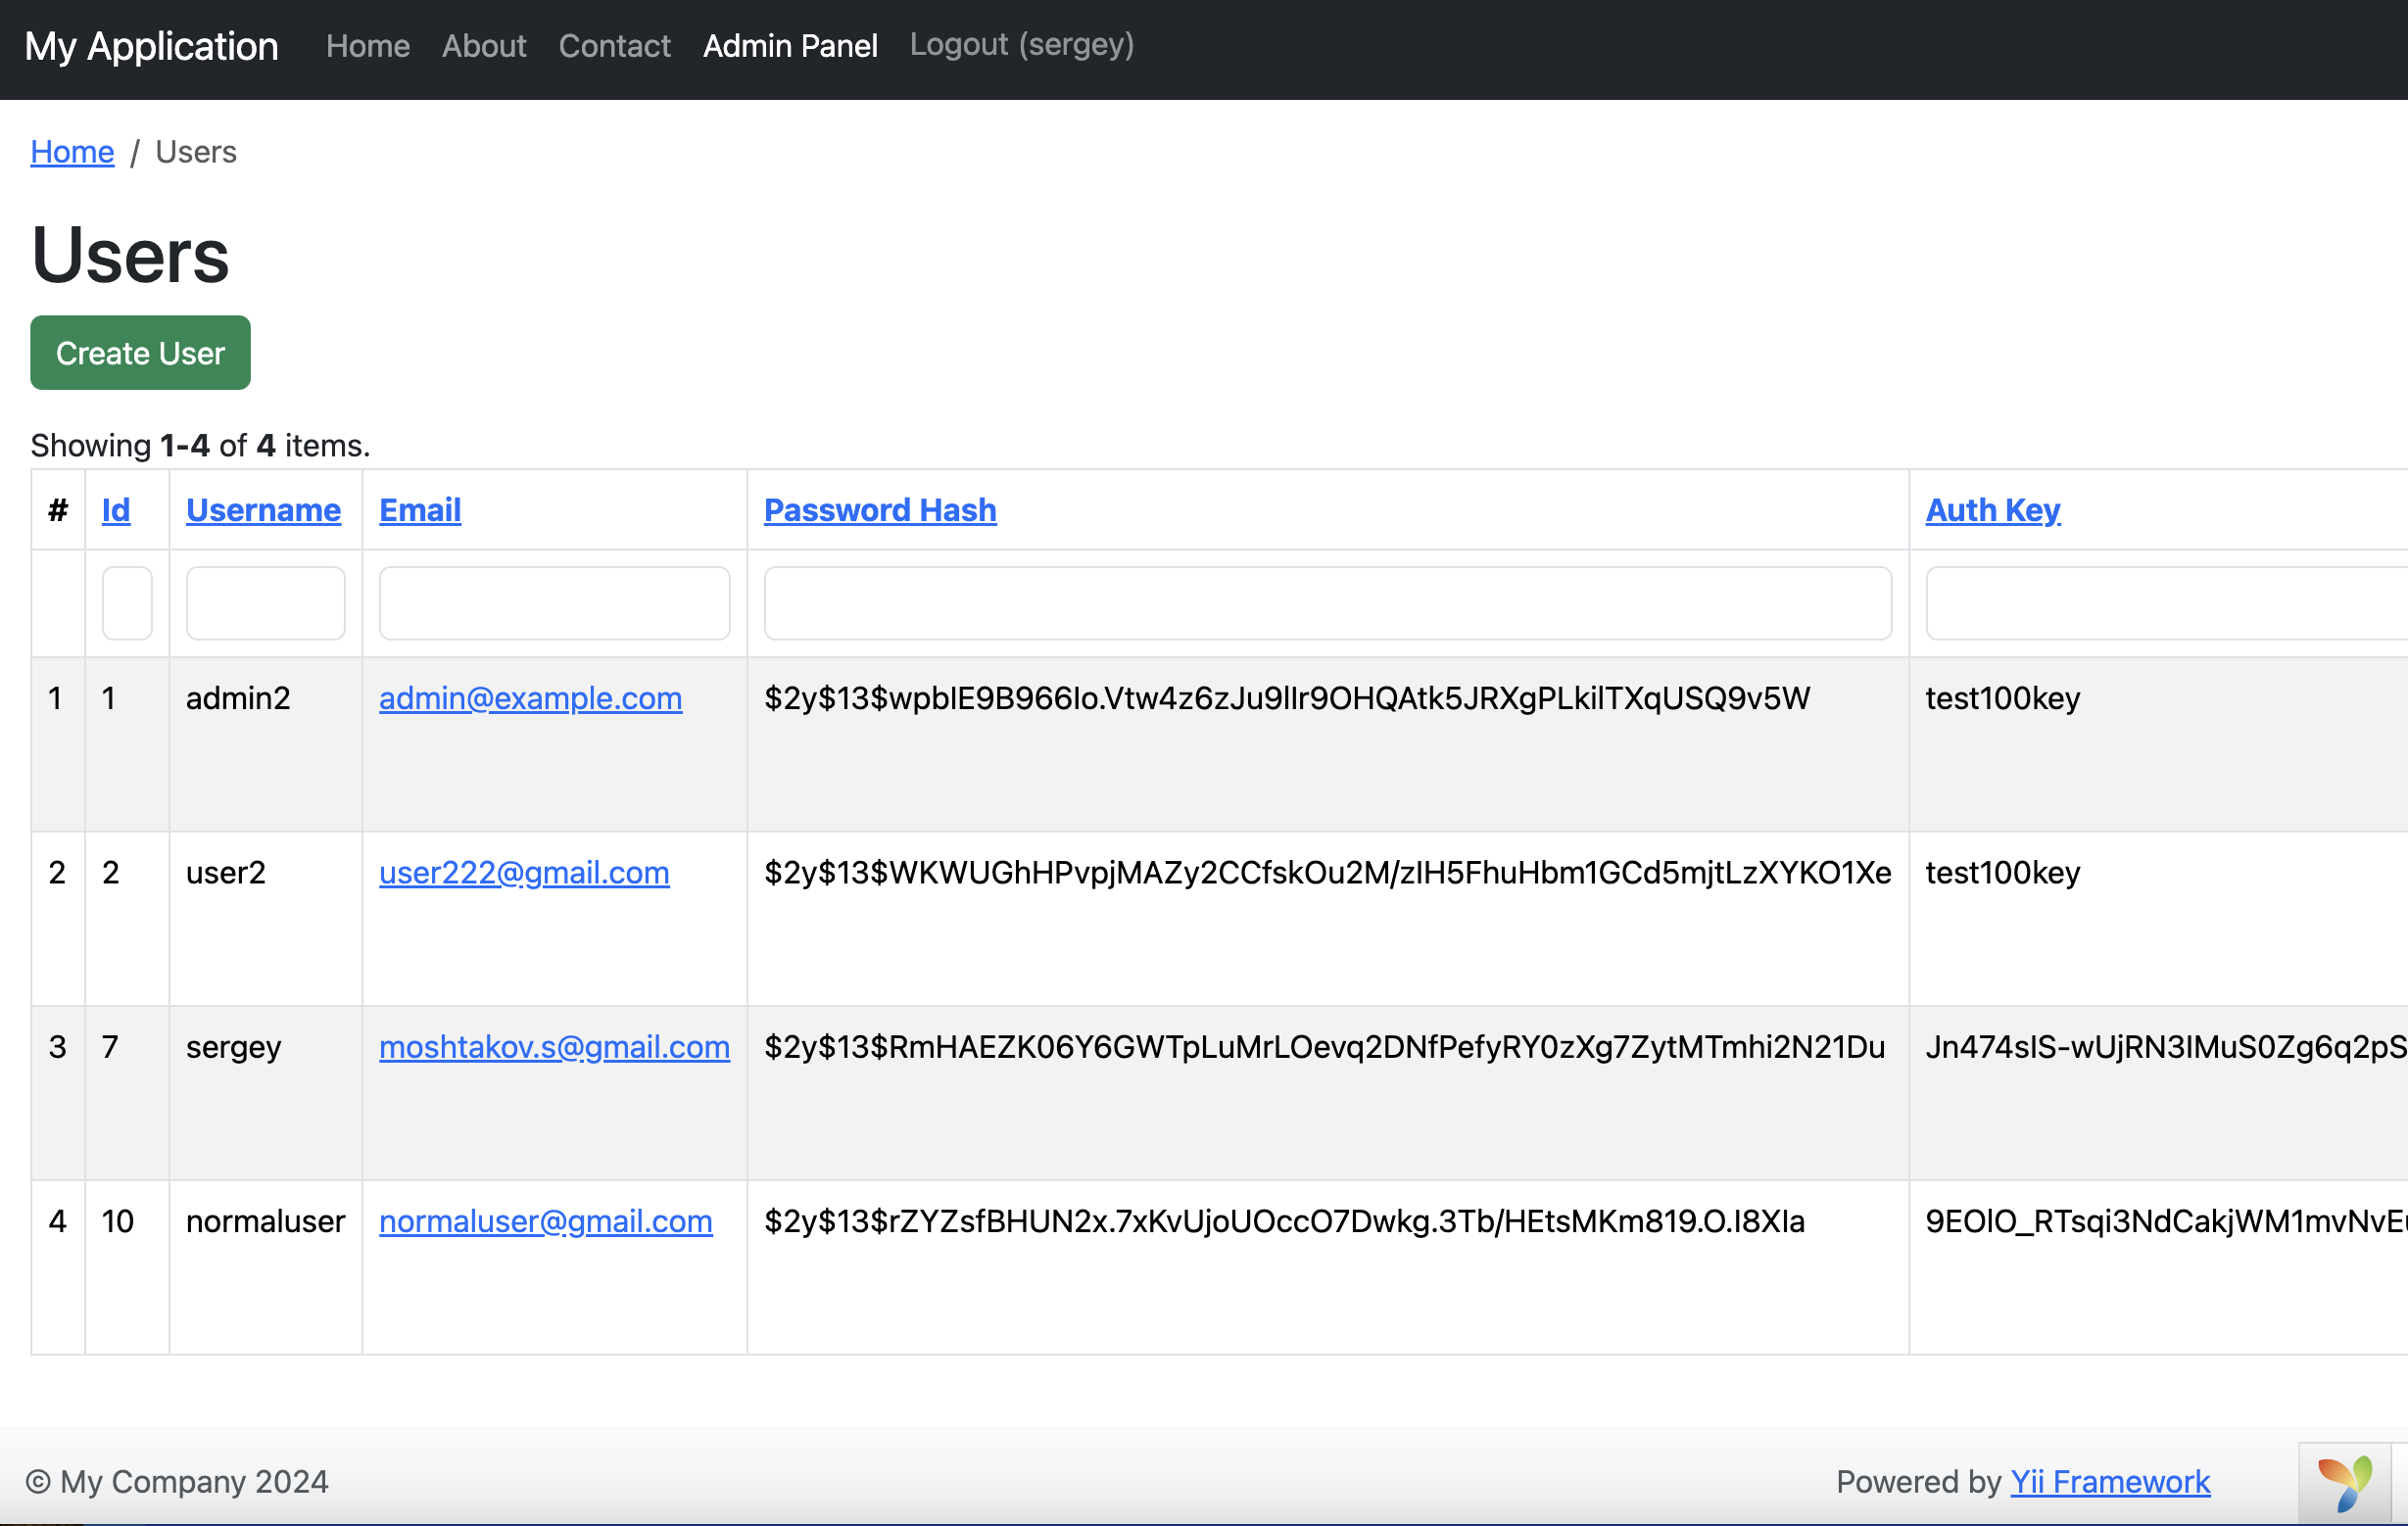 My Application Home About Contact Admin Panel Logout (sergey)
Home / Users
Users
Create User
Showing 1-4 of 4 items.
# Id Username Email Password Hash Auth Key
1 1 admin2 admin@example.com $2y$13$wpbIE9B966Io.Vtw4z6zJu9lIr9OHQAtk5JRXgPLkilTXqUSQ9v5W test100key
2 2 user2 user222@gmail.com $2y$13$WKWUGhHPvpjMAZy2CCfskOu2M/zIH5FhuHbm1GCd5mjtLzXYKO1Xe test100key
3 7 sergey moshtakov.s@gmail.com $2y$13$RmHAEZK06Y6GWTpLuMrLOevq2DNfPefyRY0zXg7ZytMTmhi2N21Du Jn474sIS-wUjRN3IMuS0Zg6q2pS
4 10 normaluser normaluser@gmail.com $2y$13$rZYZsfBHUN2x.7xKvUjoUOccO7Dwkg.3Tb/HEtsMKm819.O.I8XIa 9EOlO_RTsqi3NdCakjWM1mvNvE
© My Company 2024 Powered by Yii Framework